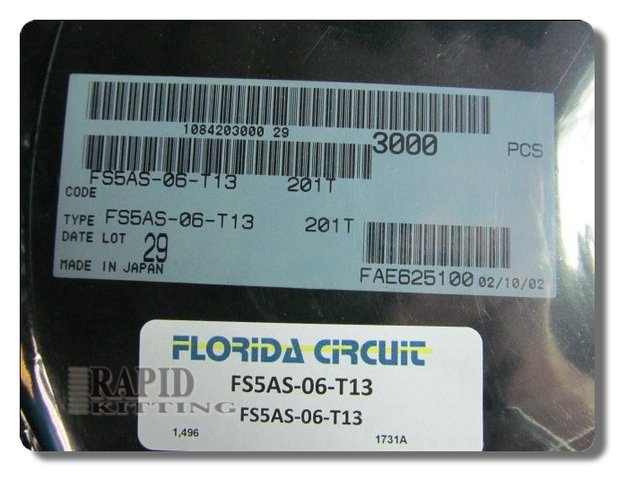 1084203000 29
3000 PCS
CODE FS5AS-06-T13 201T
TYPE FS5AS-06-T13 201T
DATE LOT 29
MADE IN JAPAN
FAE625100 02/10/02
FLORIDA CIRCUIT
FS5AS-06-T13
FS5AS-06-T13
1,496 1731A
RAPID
KITTING